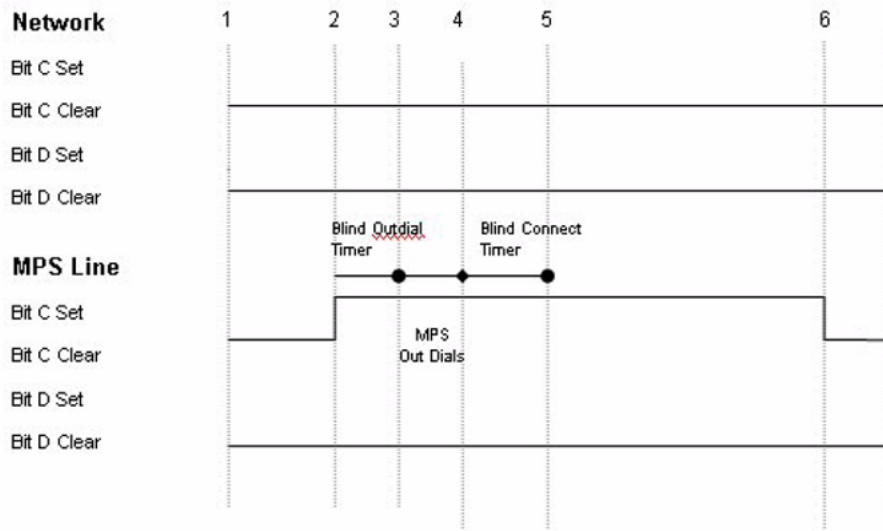 Network 1 2 3 4 5 6
Bit C Set
Bit C Clear
Bit D Set
Bit D Clear
Blind Outdial
Timer
Blind Connect
Timer
MPS Line
Bit C Set
MPS
Out Dials
Bit C Clear
Bit D Set
Bit D Clear